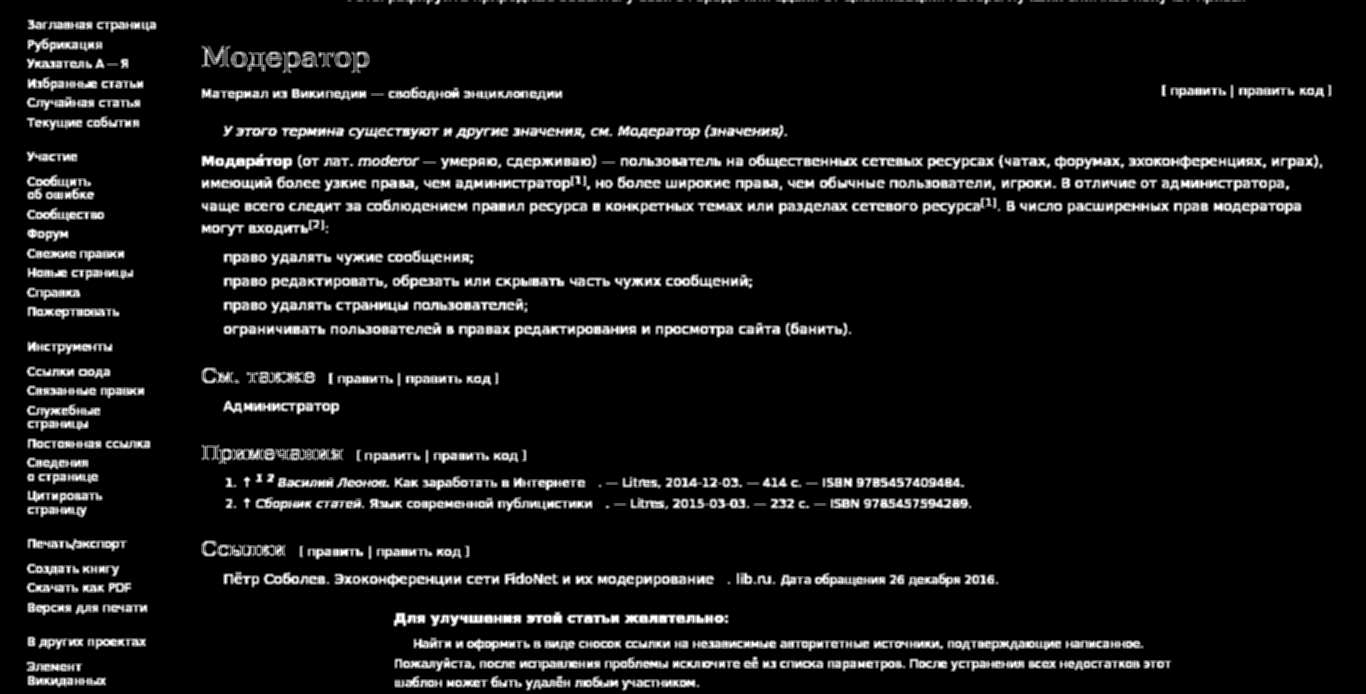 Заглавная страница
Рубрикация
Указатель А — Я
Избранные статьи
Случайная статья
Текущие события
Участие
Сообщить
об ошибке
Сообщество
Форум
Свежие правки
Новые страницы
Справка
Пожертвовать
Инструменты
Ссылки сюда
Связанные правки
Служебные
страницы
Постоянная ссылка
Сведения
о странице
Цитировать
страницу
Печать/экспорт
Создать книгу
Скачать как PDF
Версия для печати
В других проектах
Элемент
Викиданных
Модератор
Материал из Википедии — свободной энциклопедии
[ править | править код ]
У этого термина существуют и другие значения, см. Модератор (значения).
Модера́тор (от лат. moderor — умеряю, сдерживаю) — пользователь на общественных сетевых ресурсах (чатах, форумах, эхоконференциях, играх),
имеющий более узкие права, чем администратор[1], но более широкие права, чем обычные пользователи, игроки. В отличие от администратора,
чаще всего следит за соблюдением правил ресурса в конкретных темах или разделах сетевого ресурса[1]. В число расширенных прав модератора
могут входить[2]:
право удалять чужие сообщения;
право редактировать, обрезать или скрывать часть чужих сообщений;
право удалять страницы пользователей;
ограничивать пользователей в правах редактирования и просмотра сайта (банить).
См. также [ править | править код ]
Администратор
Примечания [ править | править код ]
1. ↑ 1 2 Василий Леонов. Как заработать в Интернете . — Litres, 2014-12-03. — 414 с. — ISBN 9785457409484.
2. ↑ Сборник статей. Язык современной публицистики . — Litres, 2015-03-03. — 232 с. — ISBN 9785457594289.
Ссылки [ править | править код ]
Пётр Соболев. Эхоконференции сети FidoNet и их модерирование . lib.ru. Дата обращения 26 декабря 2016.
Для улучшения этой статьи желательно:
Найти и оформить в виде сносок ссылки на независимые авторитетные источники, подтверждающие написанное.
Пожалуйста, после исправления проблемы исключите её из списка параметров. После устранения всех недостатков этот
шаблон может быть удалён любым участником.